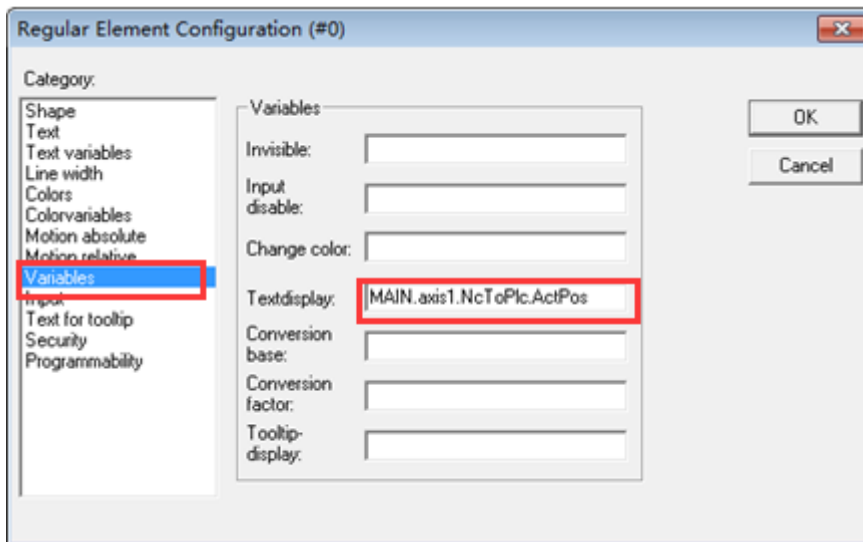 Regular Element Configuration (#0)
Category:
Shape
Text
Text variables
Line width
Colors
Colorvariables
Motion absolute
Motion relative
Variables
Input
Text for tooltip
Security
Programmability
Variables
Invisible:
Input
disable:
Change color:
Textdisplay:
MAIN.axis1.NcToPlc.ActPos
Conversion
base:
Conversion
factor:
Tooltip-
display:
OK
Cancel